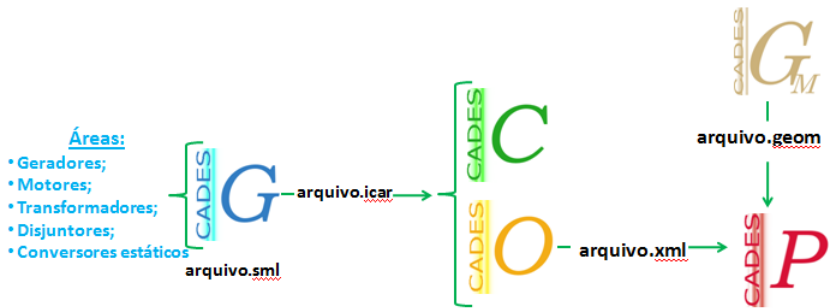 Áreas:
• Geradores;
• Motores;
• Transformadores;
• Disjuntores;
• Conversores estáticos
CADES G
arquivo.sml
arquivo.icar
CADES C
CADES O
arquivo.xml
CADES GM
arquivo.geom
CADES P